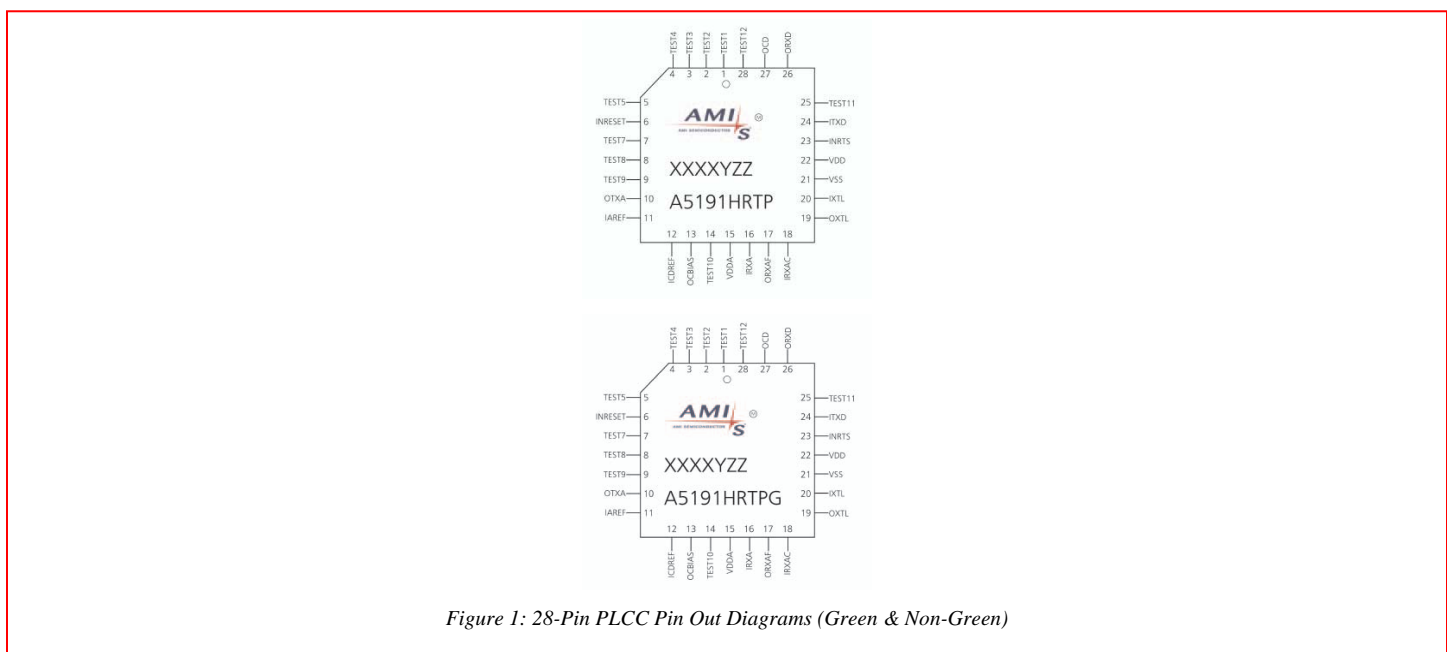 TEST4 TEST3 TEST2 TEST1 TEST12 OCD ORXD
4 3 2 1 28 27 26
TEST5 5 25 TEST11
INRESET 6 24 ITXD
TEST7 7 23 INRTS
TEST8 8 22 VDD
TEST9 9 21 VSS
OTXA 10 20 IXTL
IAREF 11 19 OXTL
AMI S
AMI SEMICONDUCTOR
XXXXYZZ
A5191HRTP
12 13 14 15 16 17 18
ICDREF OCBIAS TEST10 VDDA IRXA ORXAF IRXAC
TEST4 TEST3 TEST2 TEST1 TEST12 OCD ORXD
4 3 2 1 28 27 26
TEST5 5 25 TEST11
INRESET 6 24 ITXD
TEST7 7 23 INRTS
TEST8 8 22 VDD
TEST9 9 21 VSS
OTXA 10 20 IXTL
IAREF 11 19 OXTL
AMI S
AMI SEMICONDUCTOR
XXXXYZZ
A5191HRTPG
12 13 14 15 16 17 18
ICDREF OCBIAS TEST10 VDDA IRXA ORXAF IRXAC
Figure 1: 28-Pin PLCC Pin Out Diagrams (Green & Non-Green)